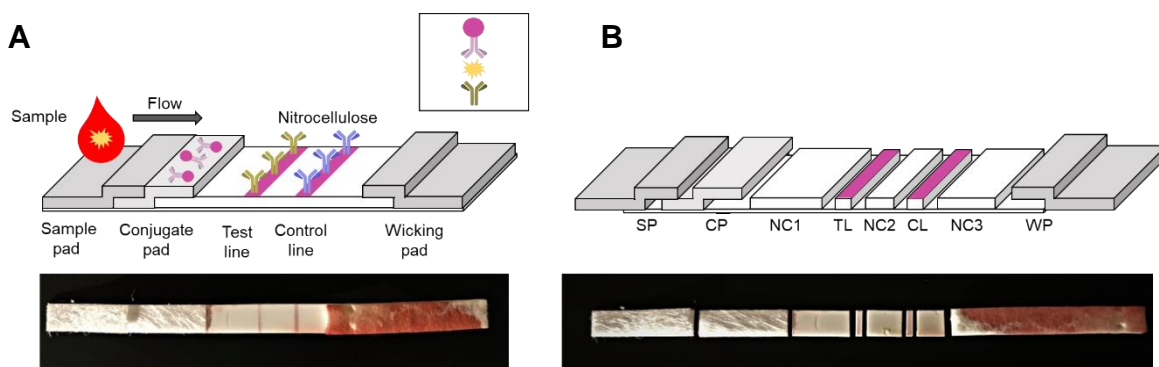 A
B
Sample
Flow
Nitrocellulose
Sample
pad
Conjugate
pad
Test
line
Control
line
Wicking
pad
SP
CP
NC1
TL
NC2
CL
NC3
WP